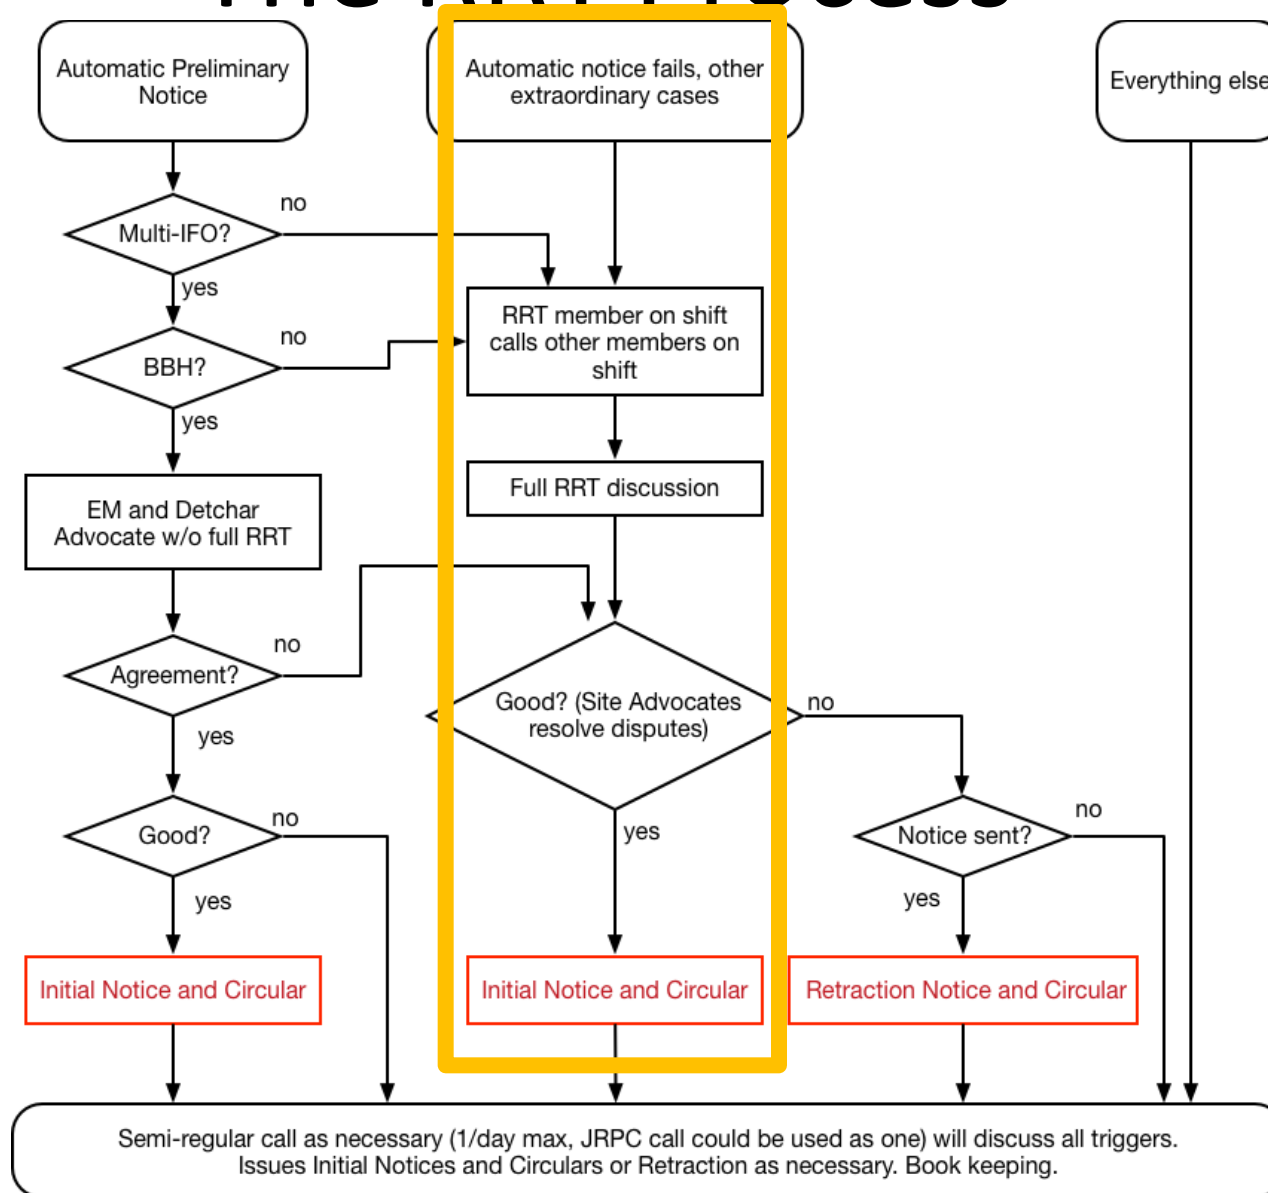 The RRT Process
Automatic Preliminary
Notice
Automatic notice fails, other
extraordinary cases
Everything else
Multi-IFO?
no
yes
RRT member on shift
calls other members on
shift
BBH?
no
yes
EM and Detchar
Advocate w/o full RRT
Full RRT discussion
Agreement?
no
yes
Good? (Site Advocates
resolve disputes)
no
yes
Good?
no
yes
Notice sent?
no
yes
Initial Notice and Circular
Initial Notice and Circular
Retraction Notice and Circular
Semi-regular call as necessary (1/day max, JRPC call could be used as one) will discuss all triggers.
Issues Initial Notices and Circulars or Retraction as necessary. Book keeping.